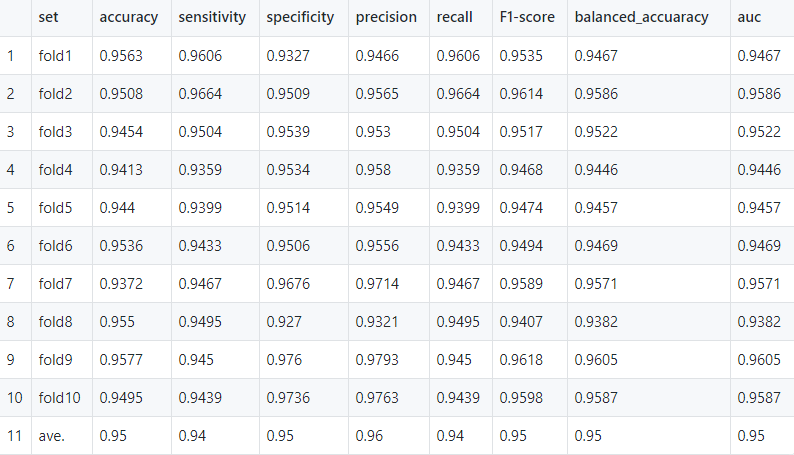 set accuracy sensitivity specificity precision recall F1-score balanced_accuaracy auc
1 fold1 0.9563 0.9606 0.9327 0.9466 0.9606 0.9535 0.9467 0.9467
2 fold2 0.9508 0.9664 0.9509 0.9565 0.9664 0.9614 0.9586 0.9586
3 fold3 0.9454 0.9504 0.9539 0.953 0.9504 0.9517 0.9522 0.9522
4 fold4 0.9413 0.9359 0.9534 0.958 0.9359 0.9468 0.9446 0.9446
5 fold5 0.944 0.9399 0.9514 0.9549 0.9399 0.9474 0.9457 0.9457
6 fold6 0.9536 0.9433 0.9506 0.9556 0.9433 0.9494 0.9469 0.9469
7 fold7 0.9372 0.9467 0.9676 0.9714 0.9467 0.9589 0.9571 0.9571
8 fold8 0.955 0.9495 0.927 0.9321 0.9495 0.9407 0.9382 0.9382
9 fold9 0.9577 0.945 0.976 0.9793 0.945 0.9618 0.9605 0.9605
10 fold10 0.9495 0.9439 0.9736 0.9763 0.9439 0.9598 0.9587 0.9587
11 ave. 0.95 0.94 0.95 0.96 0.94 0.95 0.95 0.95